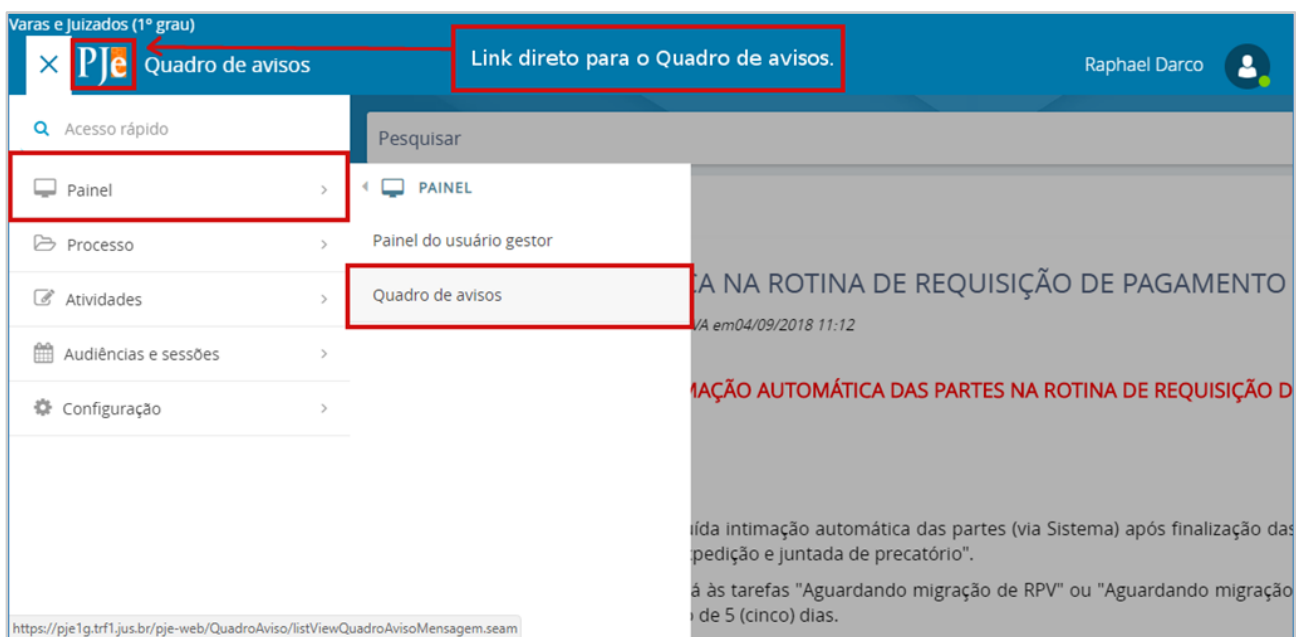 Varas e Juizados (1º grau)
PJe Quadro de avisos
Link direto para o Quadro de avisos.
Raphael Darco
Acesso rápido
Pesquisar
Painel
PAINEL
Processo
Painel do usuário gestor
Atividades
Quadro de avisos
Audiências e sessões
Configuração
A NA ROTINA DE REQUISIÇÃO DE PAGAMENTO
VA em04/09/2018 11:12
MAÇÃO AUTOMÁTICA DAS PARTES NA ROTINA DE REQUISIÇÃO D
uída intimação automática das partes (via Sistema) após finalização das
pedição e juntada de precatório".
á às tarefas "Aguardando migração de RPV" ou "Aguardando migração
de 5 (cinco) dias.
https://pje1g.trf1.jus.br/pje-web/QuadroAviso/listViewQuadroAvisoMensagem.seam